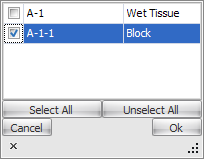 A-1 Wet Tissue
A-1-1 Block
Select All Unselect All
Cancel Ok